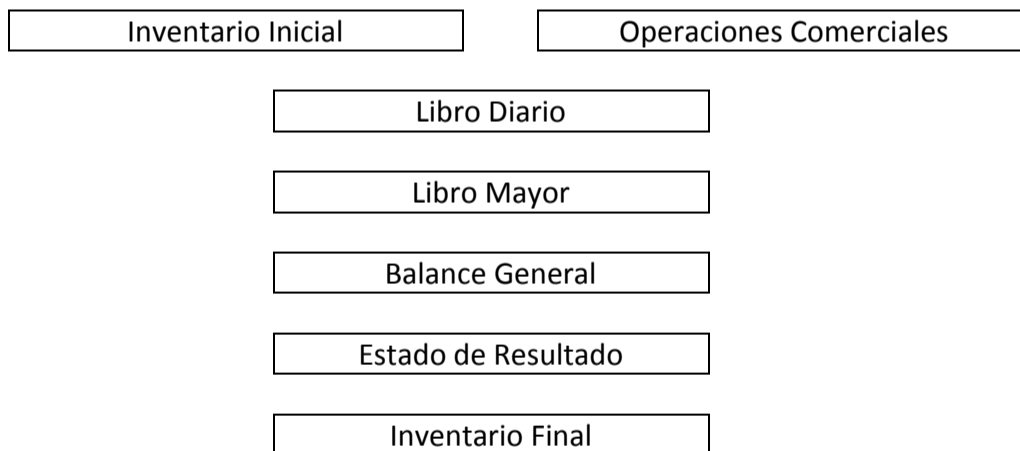 Inventario Inicial
Operaciones Comerciales
Libro Diario
Libro Mayor
Balance General
Estado de Resultado
Inventario Final